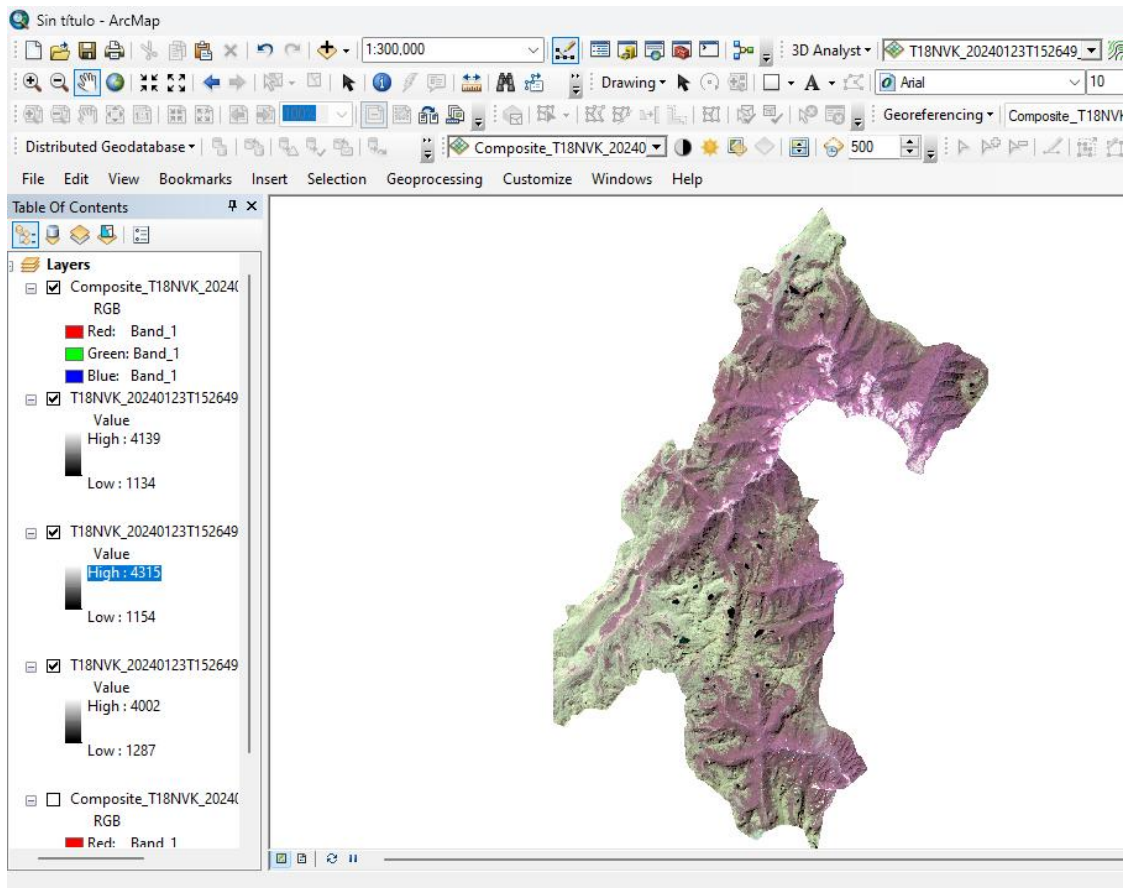 Sin título - ArcMap
1:300,000
3D Analyst
T18NVK_20240123T152649_
Drawing
A
Arial
10
100%
Georeferencing
Composite_T18NVK
Distributed Geodatabase
Composite_T18NVK_20240
500
File Edit View Bookmarks Insert Selection Geoprocessing Customize Windows Help
Table Of Contents
Layers
Composite_T18NVK_2024(
RGB
Red: Band_1
Green: Band_1
Blue: Band_1
T18NVK_20240123T152649
Value
High : 4139
Low : 1134
T18NVK_20240123T152649
Value
High : 4315
Low : 1154
T18NVK_20240123T152649
Value
High : 4002
Low : 1287
Composite_T18NVK_2024(
RGB
Red: Band_1